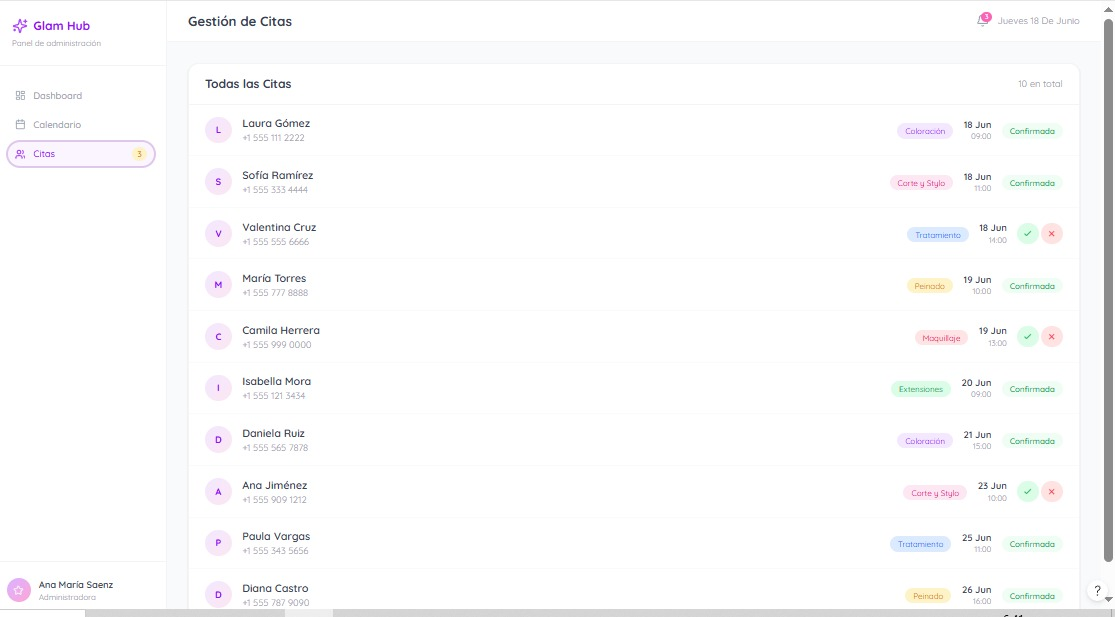 Glam Hub
Panel de administración
Dashboard
Calendario
Citas 3
Ana María Saenz
Administradora
Gestión de Citas
3 Jueves 18 De Junio
Todas las Citas
10 en total
L Laura Gómez
+1 555 111 2222
Coloración 18 Jun Confirmada
09:00
S Sofía Ramírez
+1 555 333 4444
Corte y Stylo 18 Jun Confirmada
11:00
V Valentina Cruz
+1 555 555 6666
Tratamiento 18 Jun
14:00
M María Torres
+1 555 777 8888
Peinado 19 Jun Confirmada
10:00
C Camila Herrera
+1 555 999 0000
Maquillaje 19 Jun
13:00
I Isabella Mora
+1 555 121 3434
Extensiones 20 Jun Confirmada
09:00
D Daniela Ruiz
+1 555 565 7878
Coloración 21 Jun Confirmada
15:00
A Ana Jiménez
+1 555 909 1212
Corte y Stylo 23 Jun
10:00
P Paula Vargas
+1 555 343 5656
Tratamiento 25 Jun Confirmada
11:00
D Diana Castro
+1 555 787 9090
Peinado 26 Jun Confirmada
16:00
?